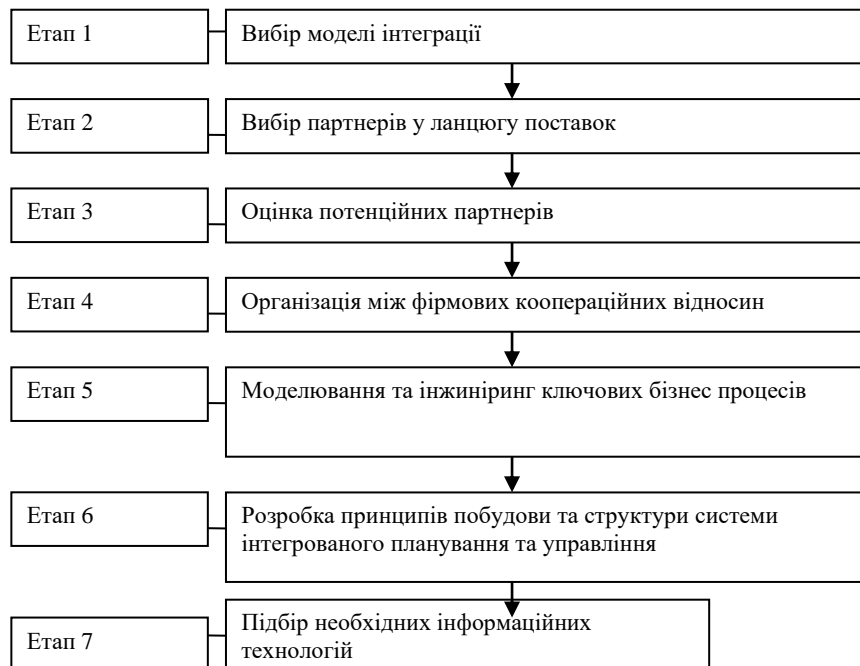 Етап 1
Вибір моделі інтеграції
Етап 2
Вибір партнерів у ланцюгу поставок
Етап 3
Оцінка потенційних партнерів
Етап 4
Організація між фірмових коопераційних відносин
Етап 5
Моделювання та інжиніринг ключових бізнес процесів
Етап 6
Розробка принципів побудови та структури системи
інтегрованого планування та управління
Етап 7
Підбір необхідних інформаційних
технологій